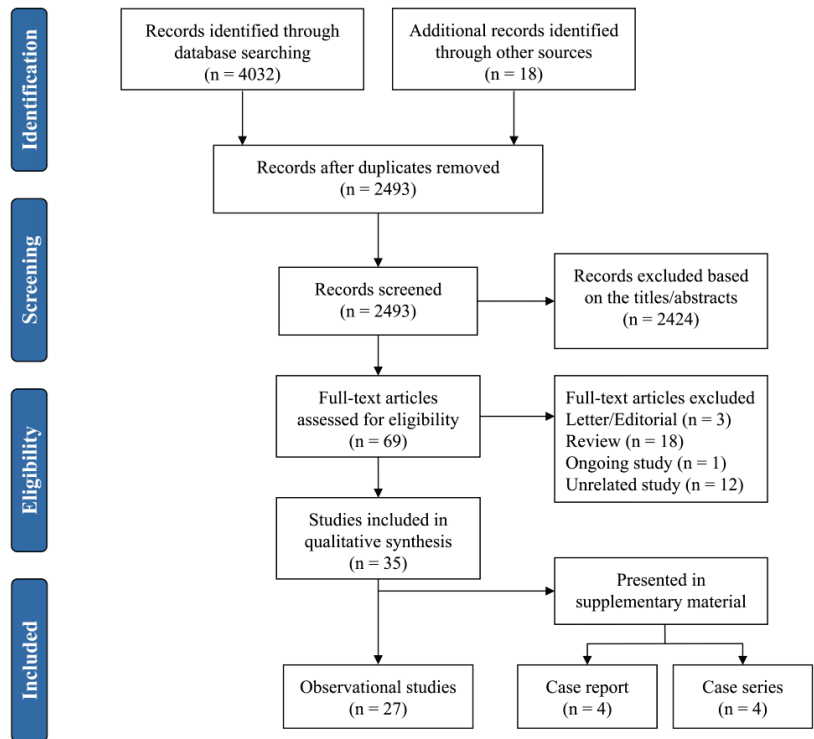 Identification
Records identified through
database searching
(n = 4032)
Additional records identified
through other sources
(n = 18)
Records after duplicates removed
(n = 2493)
Screening
Records screened
(n = 2493)
Records excluded based
on the titles/abstracts
(n = 2424)
Eligibility
Full-text articles
assessed for eligibility
(n = 69)
Full-text articles excluded
Letter/Editorial (n = 3)
Review (n = 18)
Ongoing study (n = 1)
Unrelated study (n = 12)
Studies included in
qualitative synthesis
(n = 35)
Included
Presented in
supplementary material
Observational studies
(n = 27)
Case report
(n = 4)
Case series
(n = 4)